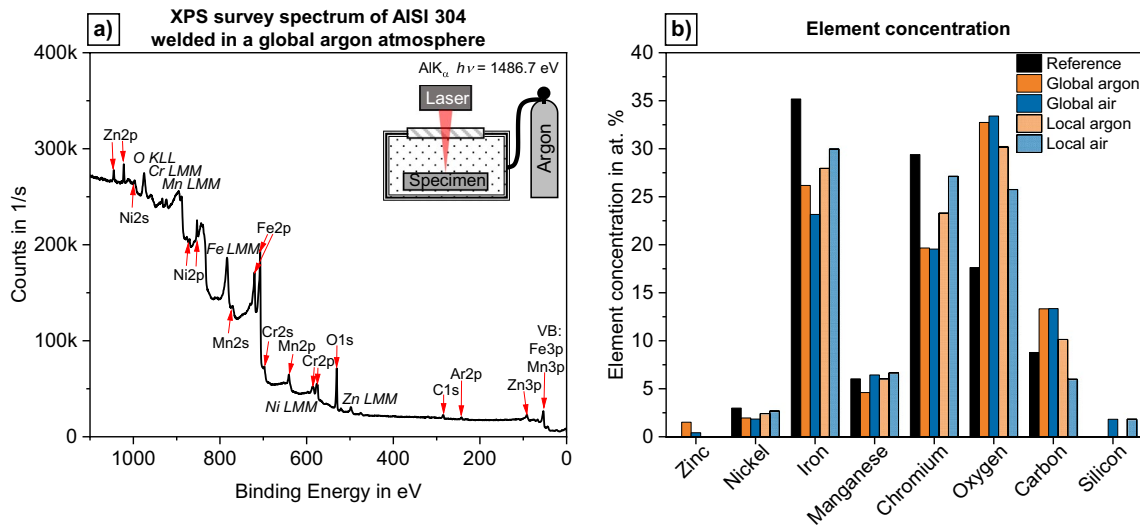 a)
XPS survey spectrum of AISI 304
welded in a global argon atmosphere
400k
300k
200k
100k
0
Counts in 1/s
1000
800
600
400
200
0
Binding Energy in eV
AlKα hν = 1486.7 eV
Laser
Specimen
Argon
Zn2p
O KLL
Cr LMM
Mn LMM
Ni2s
Ni2p
Fe LMM
Fe2p
Mn2s
Cr2s
Mn2p
Cr2p
O1s
Ni LMM
Zn LMM
C1s
Ar2p
Zn3p
VB:
Fe3p
Mn3p
b)
Element concentration
40
35
30
25
20
15
10
5
0
Element concentration in at. %
Reference
Global argon
Global air
Local argon
Local air
Zinc
Nickel
Iron
Manganese
Chromium
Oxygen
Carbon
Silicon